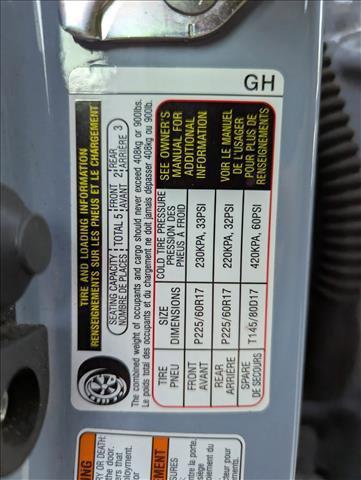 GH
TIRE AND LOADING INFORMATION
RENSEIGNEMENTS SUR LES PNEUS ET LE CHARGEMENT
SEATING CAPACITY | TOTAL 5 | FRONT 2 | REAR 3
NOMBRE DE PLACES | AVANT | ARRIÈRE
The combined weight of occupants and cargo should never exceed 408kg or 900lbs.
Le poids total des occupants et du chargement ne doit jamais dépasser 408kg ou 900lb.
TIRE SIZE COLD TIRE PRESSURE SEE OWNER'S
PNEU DIMENSIONS PRESSION DES MANUAL FOR
PNEUS À FROID ADDITIONAL
INFORMATION
FRONT P225/60R17 230KPA, 33PSI
AVANT
REAR P225/60R17 220KPA, 32PSI VOIR LE MANUEL
ARRIERE DE L'USAGER
SPARE T145/80D17 420KPA, 60PSI POUR PLUS DE
DE SECOURS RENSEIGNEMENTS